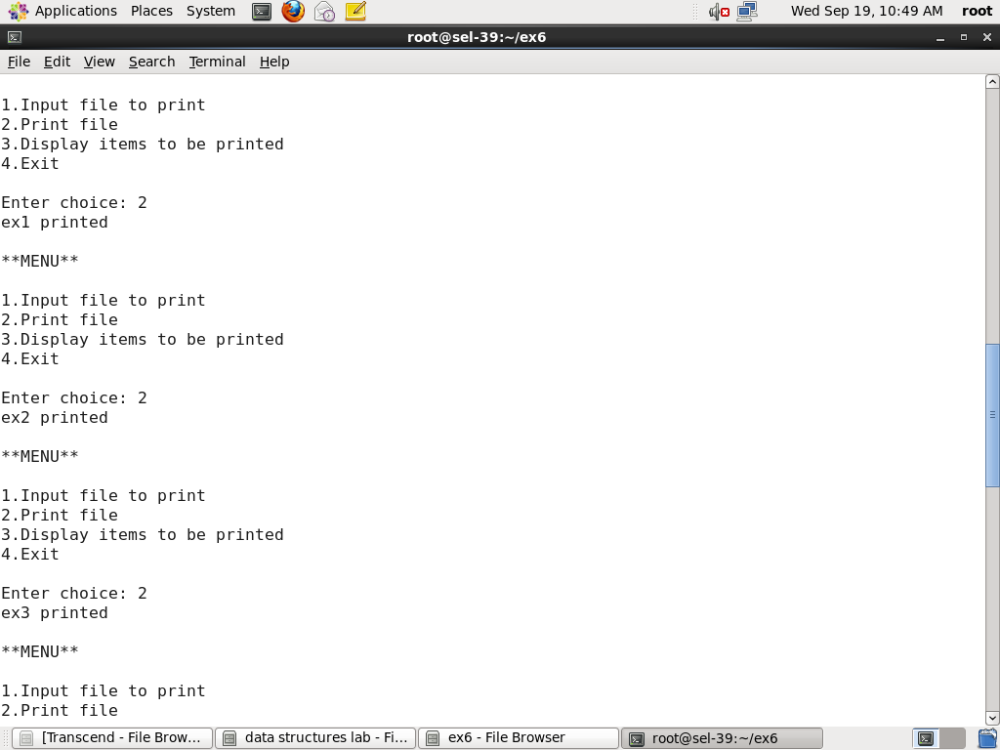 Applications Places System Wed Sep 19, 10:49 AM root
root@sel-39:~/ex6
File Edit View Search Terminal Help
1.Input file to print
2.Print file
3.Display items to be printed
4.Exit
Enter choice: 2
ex1 printed
**MENU**
1.Input file to print
2.Print file
3.Display items to be printed
4.Exit
Enter choice: 2
ex2 printed
**MENU**
1.Input file to print
2.Print file
3.Display items to be printed
4.Exit
Enter choice: 2
ex3 printed
**MENU**
1.Input file to print
2.Print file
[Transcend - File Brow... data structures lab - Fi... ex6 - File Browser root@sel-39:~/ex6